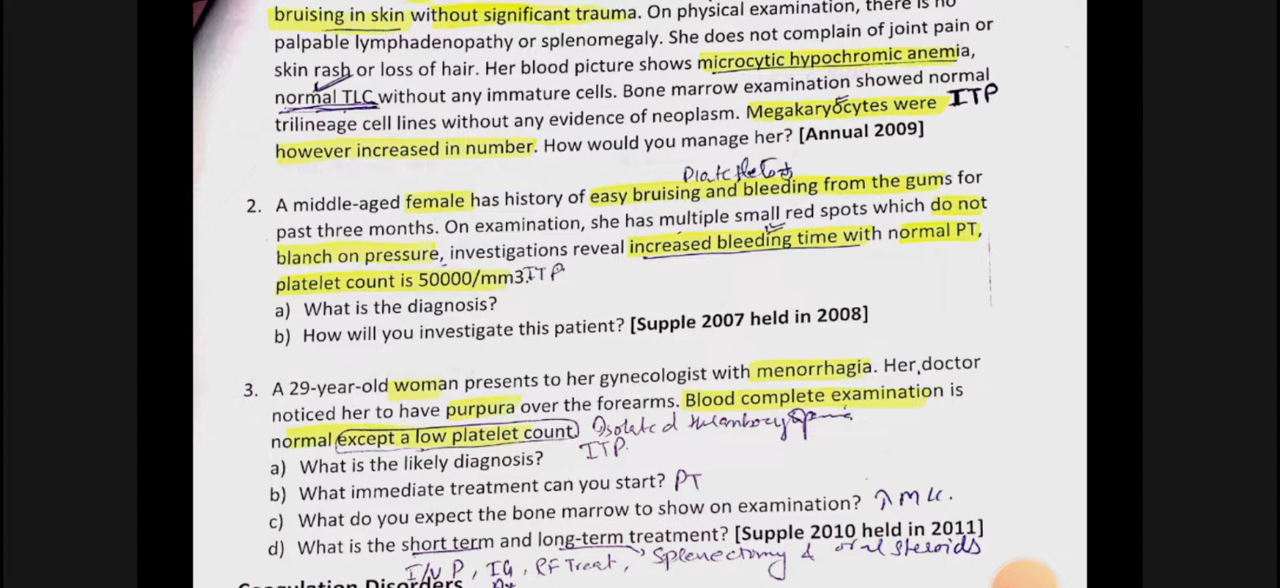 bruising in skin without significant trauma. On physical examination, there is no
palpable lymphadenopathy or splenomegaly. She does not complain of joint pain or
skin rash or loss of hair. Her blood picture shows microcytic hypochromic anemia,
normal TLC without any immature cells. Bone marrow examination showed normal
trilineage cell lines without any evidence of neoplasm. Megakaryocytes were ITP
however increased in number. How would you manage her? [Annual 2009]
2. A middle-aged female has history of easy bruising and bleeding from the gums for
past three months. On examination, she has multiple small red spots which do not
blanch on pressure, investigations reveal increased bleeding time with normal PT,
platelet count is 50000/mm3. ITP
a) What is the diagnosis?
b) How will you investigate this patient? [Supple 2007 held in 2008]
3. A 29-year-old woman presents to her gynecologist with menorrhagia. Her doctor
noticed her to have purpura over the forearms. Blood complete examination is
normal except a low platelet count.
ITP.
a) What is the likely diagnosis?
b) What immediate treatment can you start? PT
c) What do you expect the bone marrow to show on examination?
d) What is the short term and long-term treatment? [Supple 2010 held in 2011]
I/V P, IG, Splenectomy & oral steroids
Coagulation Disorders